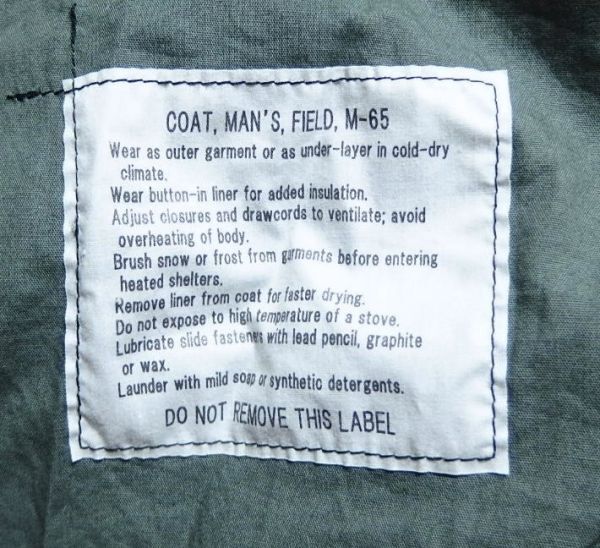 COAT, MAN'S, FIELD, M-65
Wear as outer garment or as under-layer in cold-dry
climate.
Wear button-in liner for added insulation.
Adjust closures and drawcords to ventilate; avoid
overheating of body.
Brush snow or frost from garments before entering
heated shelters.
Remove liner from coat for faster drying.
Do not expose to high temperature of a stove.
Lubricate slide fasteners with lead pencil, graphite
or wax.
Launder with mild soap or synthetic detergents.
DO NOT REMOVE THIS LABEL